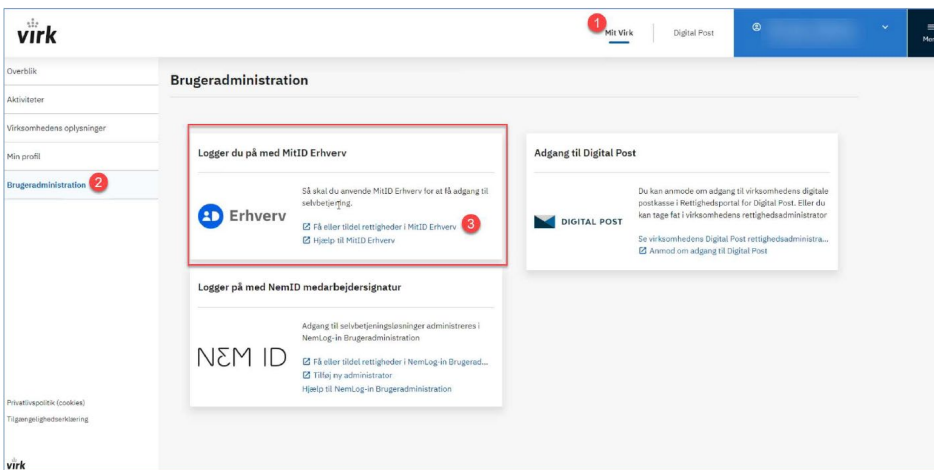 virk
1
Mit Virk
Digital Post
Overblik
Aktiviteter
Virksomhedens oplysninger
Min profil
Brugeradministration 2
Privatlivspolitik (cookies)
Tilgængelighedserklæring
virk
Brugeradministration
Logger du på med MitID Erhverv
Erhverv
Så skal du anvende MitID Erhverv for at få adgang til
selvbetjening.
Få eller tildel rettigheder i MitID Erhverv 3
Hjælp til MitID Erhverv
Adgang til Digital Post
DIGITAL POST
Du kan anmode om adgang til virksomhedens digitale
postkasse i Rettighedsportal for Digital Post. Eller du
kan tage fat i virksomhedens rettighedsadministrator
Se virksomhedens Digital Post rettighedsadministra...
Anmod om adgang til Digital Post
Logger på med NemID medarbejdersignatur
NEM ID
Adgang til selvbetjeningsløsninger administreres i
NemLog-in Brugeradministration
Få eller tildel rettigheder i NemLog-in Brugerad...
Tilføj ny administrator
Hjælp til NemLog-in Brugeradministration